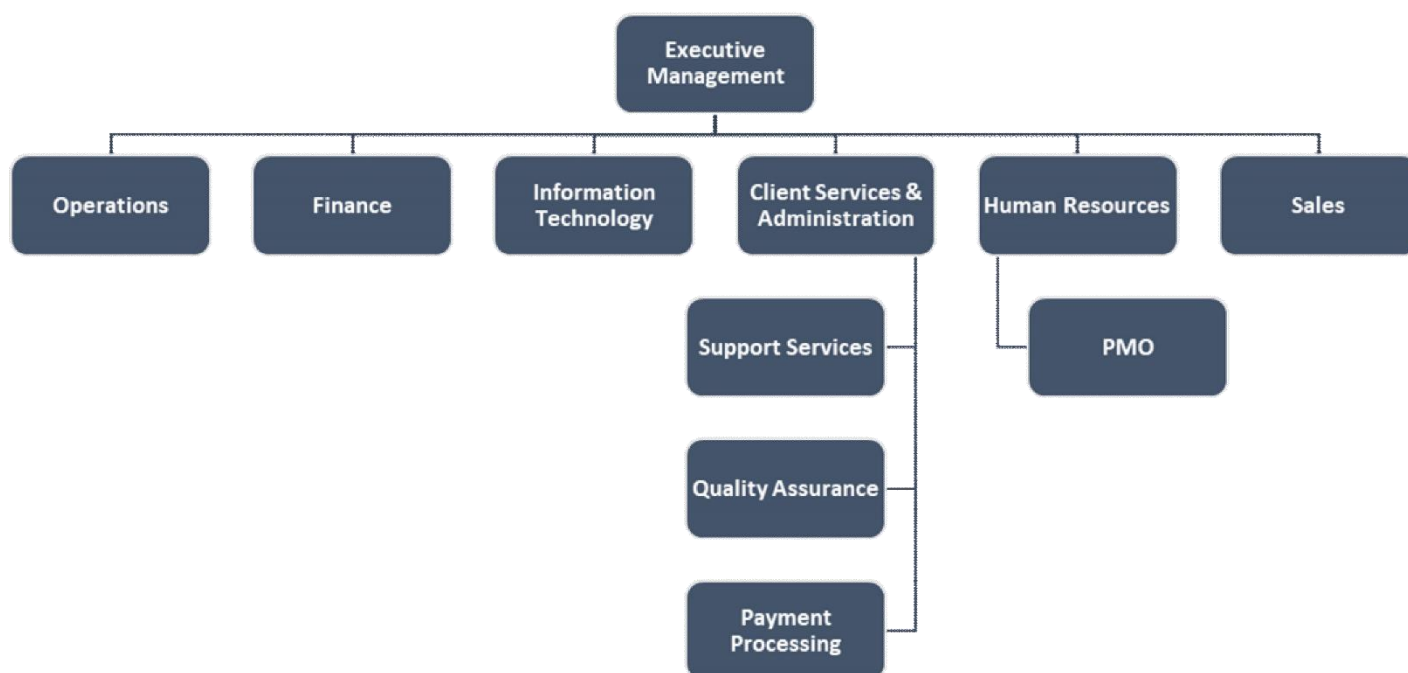 Executive
Management
Operations
Finance
Information
Technology
Client Services &
Administration
Human Resources
Sales
Support Services
PMO
Quality Assurance
Payment
Processing